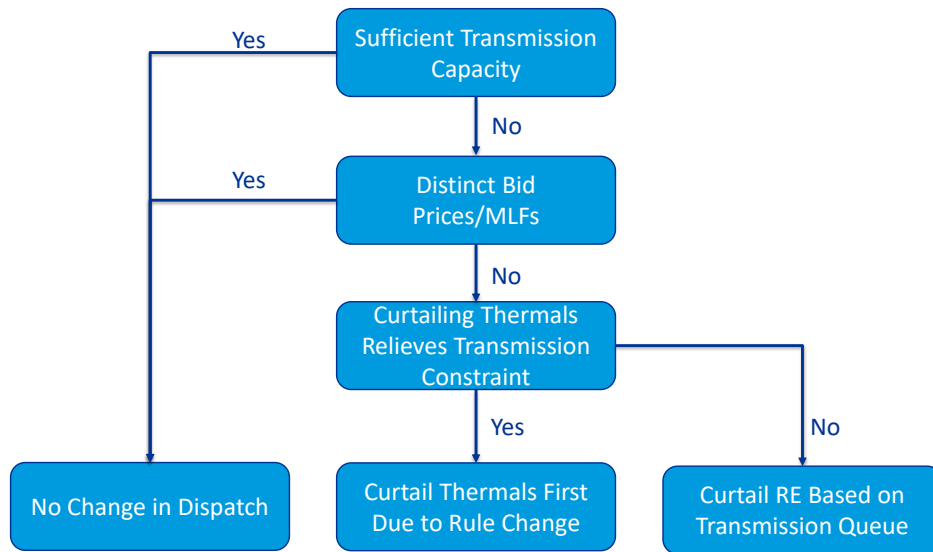 Yes
Sufficient Transmission
Capacity
No
Yes
Distinct Bid
Prices/MLFs
No
Curtailing Thermals
Relieves Transmission
Constraint
Yes
No
No Change in Dispatch
Curtail Thermals First
Due to Rule Change
Curtail RE Based on
Transmission Queue